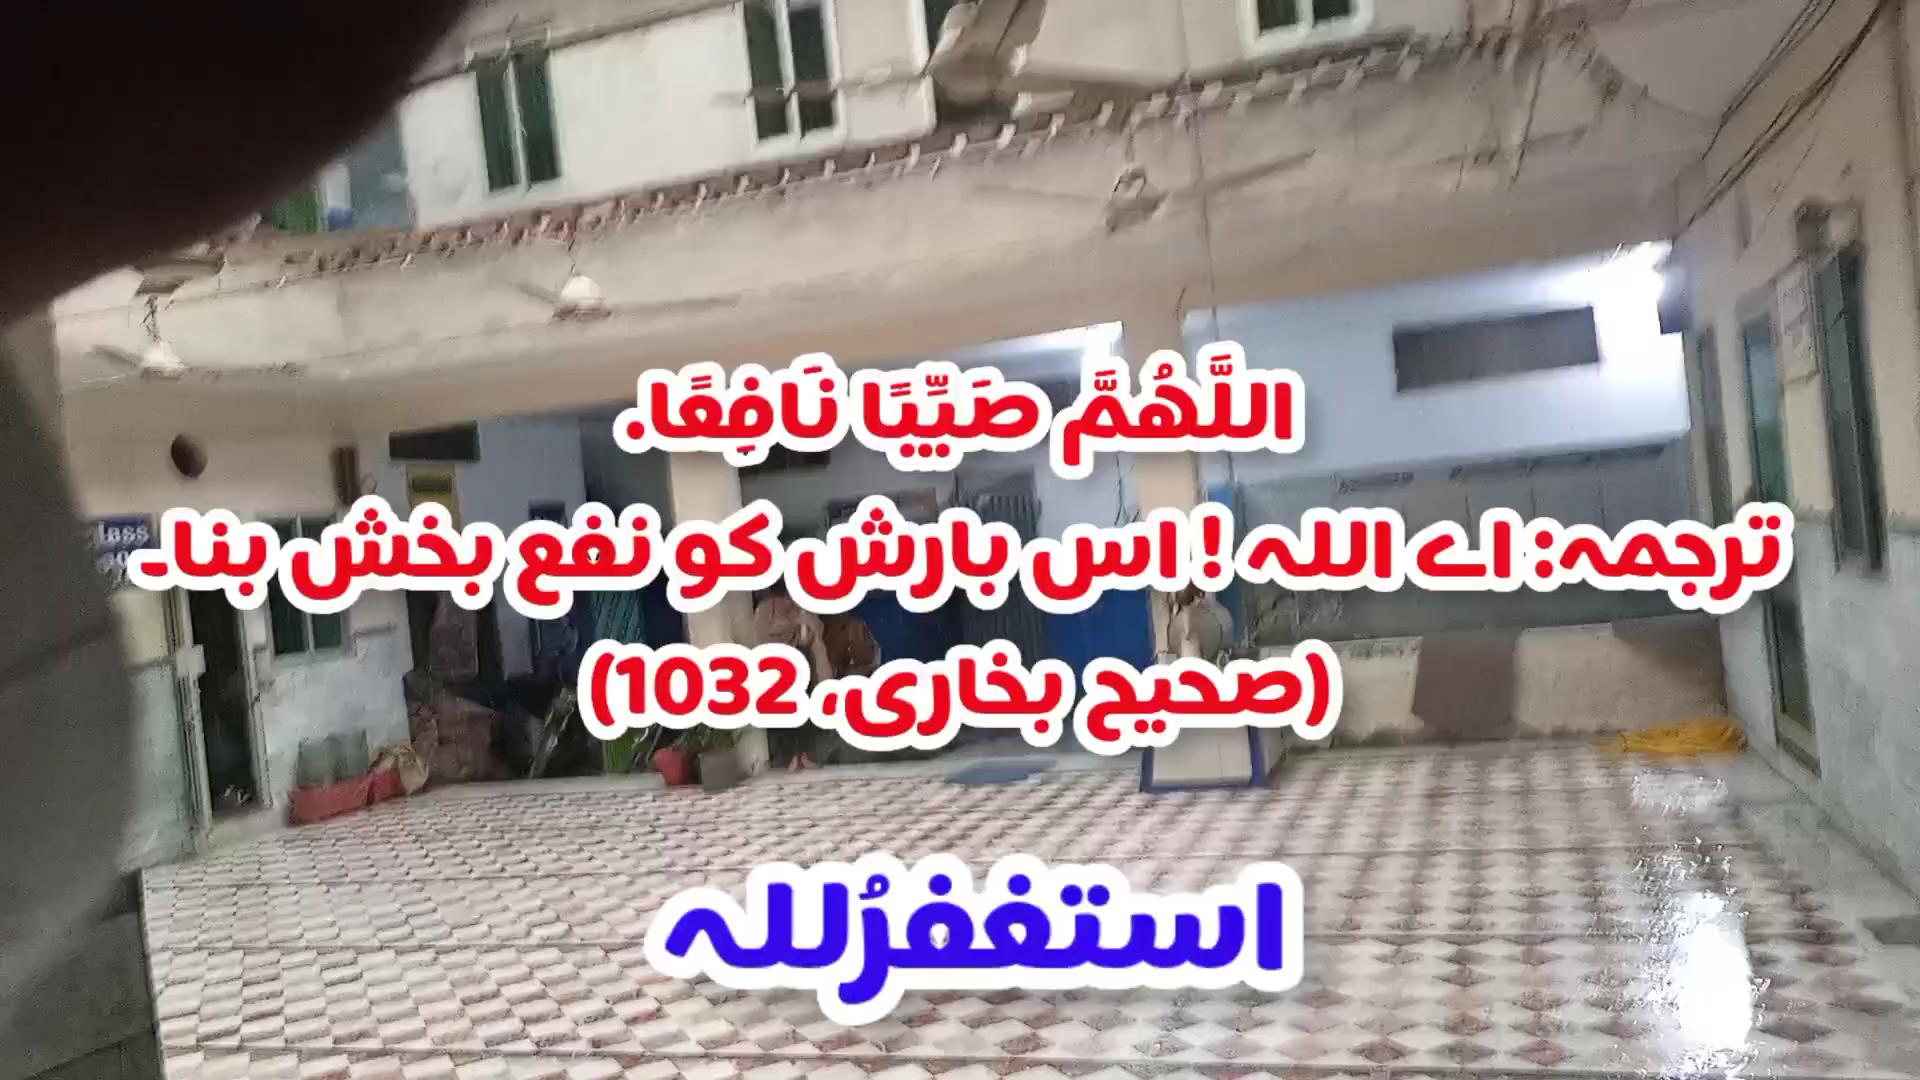 اللَّهُمَّ صَيِّبًا نَافِعًا.
ترجمہ: اے اللہ ! اس بارش کو نفع بخش بنا۔
(صحیح بخاری، 1032)
استغفرُللہ